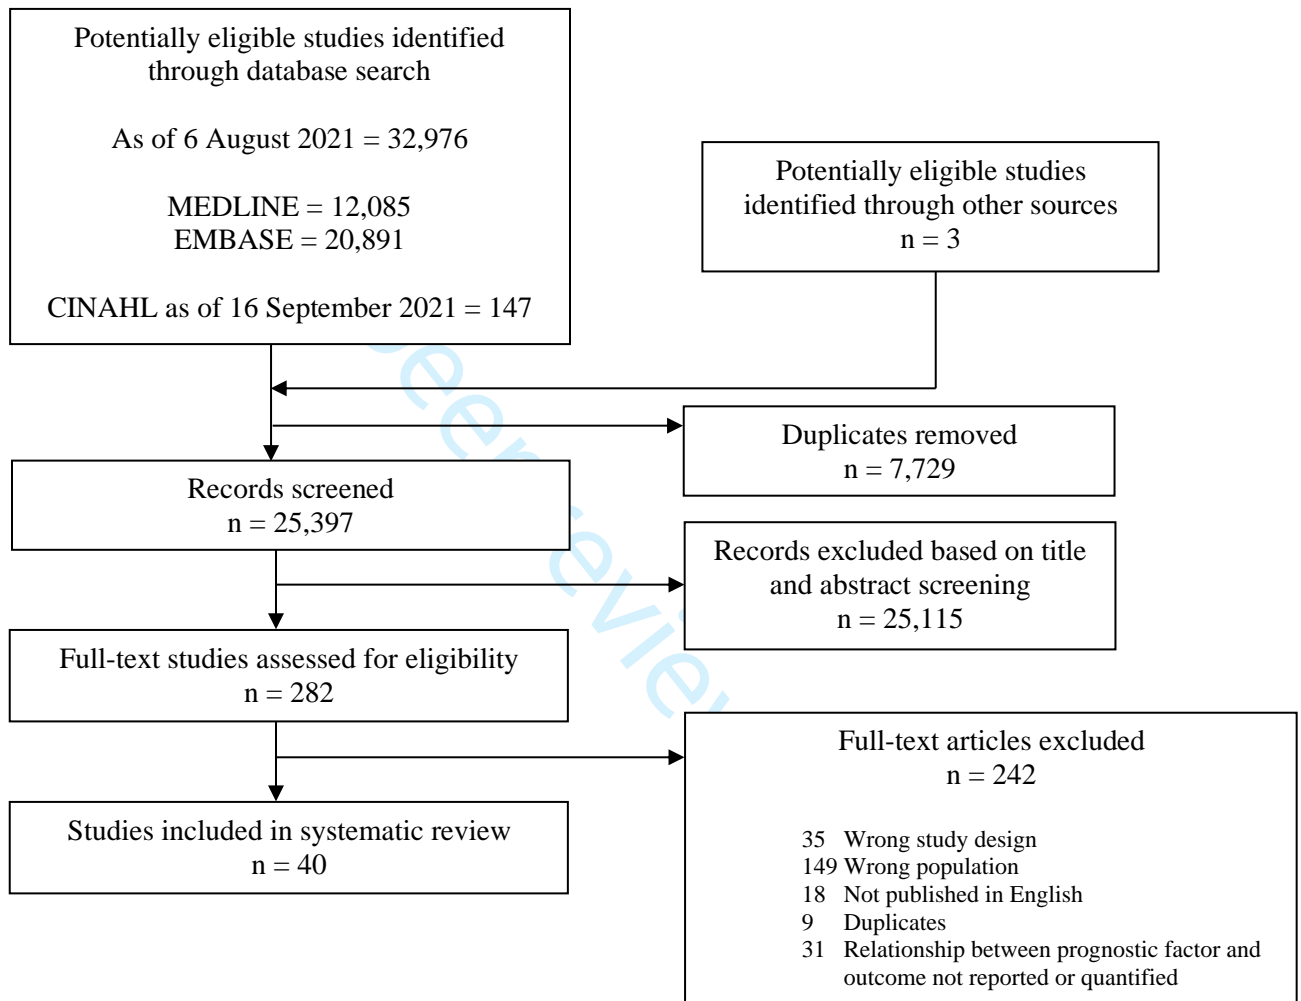 Potentially eligible studies identified
through database search
As of 6 August 2021 = 32,976
MEDLINE = 12,085
EMBASE = 20,891
CINAHL as of 16 September 2021 = 147
Potentially eligible studies
identified through other sources
n = 3
Duplicates removed
n = 7,729
Records screened
n = 25,397
Records excluded based on title
and abstract screening
n = 25,115
Full-text studies assessed for eligibility
n = 282
Full-text articles excluded
n = 242
35 Wrong study design
149 Wrong population
18 Not published in English
9 Duplicates
31 Relationship between prognostic factor and
outcome not reported or quantified
Studies included in systematic review
n = 40